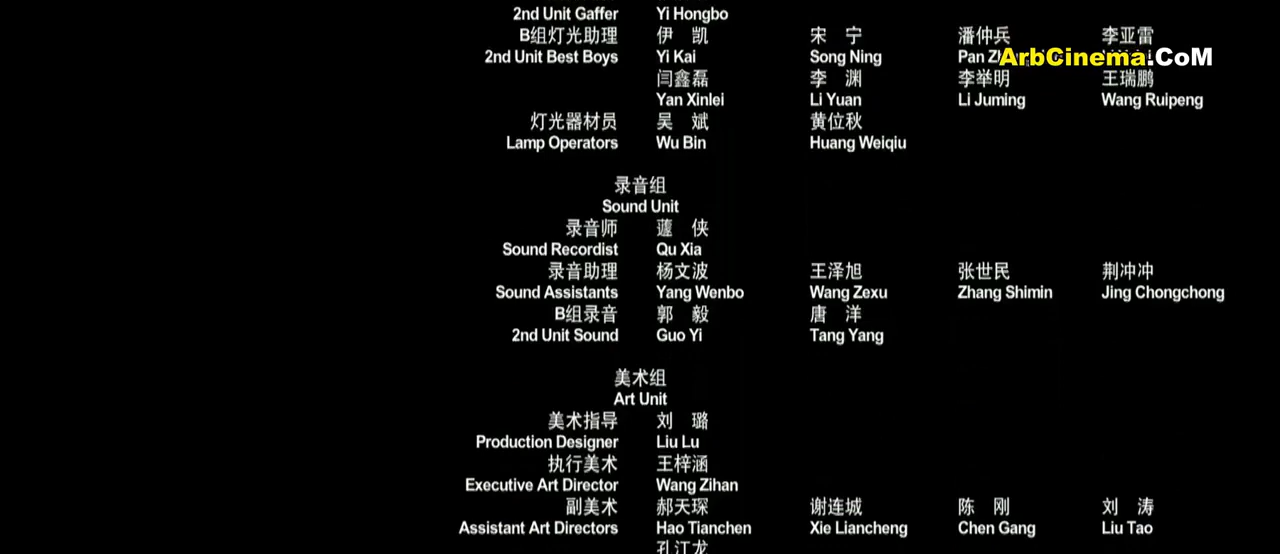 2nd Unit Gaffer Yi Hongbo
B组灯光助理 伊 凯 宋 宁 潘仲兵 李亚雷
2nd Unit Best Boys Yi Kai Song Ning Pan
ArbCinema.CoM
闫鑫磊 李 渊 李举明 王瑞鹏
Yan Xinlei Li Yuan Li Juming Wang Ruipeng
灯光器材员 吴 斌 黄位秋
Lamp Operators Wu Bin Huang Weiqiu
录音组
Sound Unit
录音师 蘧 侠
Sound Recordist Qu Xia
录音助理 杨文波 王泽旭 张世民 荆冲冲
Sound Assistants Yang Wenbo Wang Zexu Zhang Shimin Jing Chongchong
B组录音 郭 毅 唐 洋
2nd Unit Sound Guo Yi Tang Yang
美术组
Art Unit
美术指导 刘 璐
Production Designer Liu Lu
执行美术 王梓涵
Executive Art Director Wang Zihan
副美术 郝天琛 谢连城 陈 刚 刘 涛
Assistant Art Directors Hao Tianchen Xie Liancheng Chen Gang Liu Tao
孔江龙